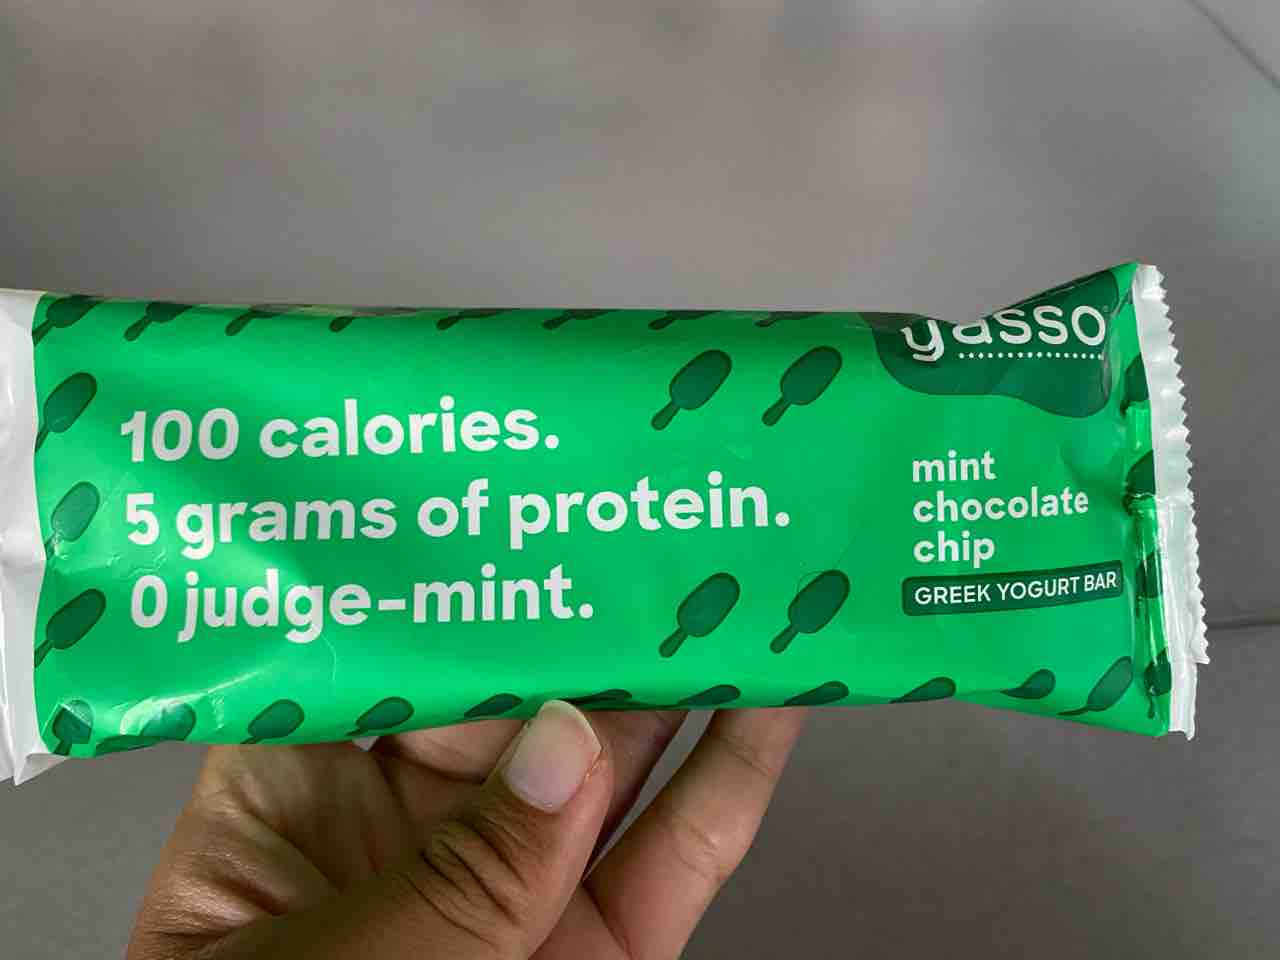 100 calories.
5 grams of protein.
0 judge-mint.
yasso
mint
chocolate
chip
GREEK YOGURT BAR